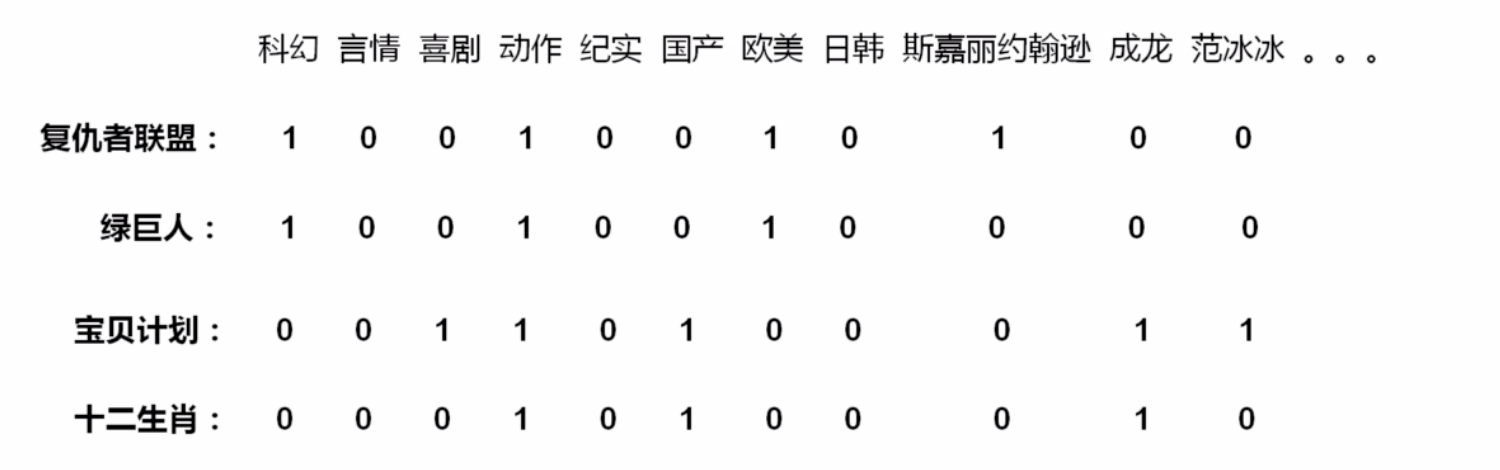 科幻 言情 喜剧 动作 纪实 国产 欧美 日韩 斯嘉丽约翰逊 成龙 范冰冰 。。。
复仇者联盟： 1 0 0 1 0 0 1 0 1 0 0
绿巨人： 1 0 0 1 0 0 1 0 0 0 0
宝贝计划： 0 0 1 1 0 1 0 0 0 1 1
十二生肖： 0 0 0 1 0 1 0 0 0 1 0